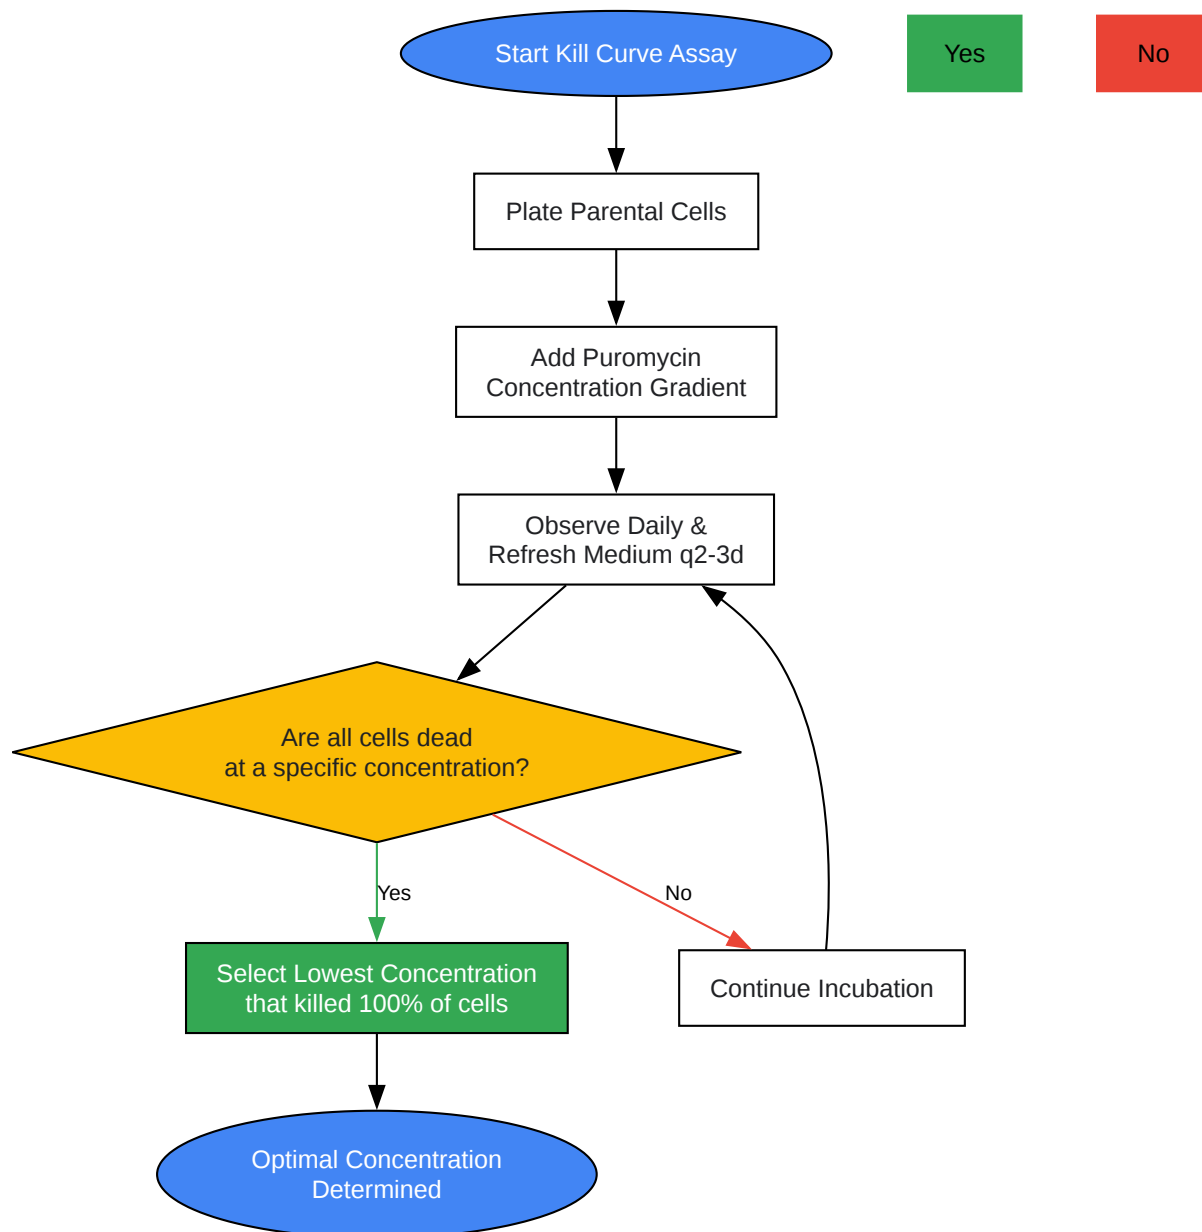 Start Kill Curve Assay
Yes
No
Plate Parental Cells
Add Puromycin
Concentration Gradient
Observe Daily &
Refresh Medium q2-3d
Are all cells dead
at a specific concentration?
Yes
No
Select Lowest Concentration
that killed 100% of cells
Continue Incubation
Optimal Concentration
Determined